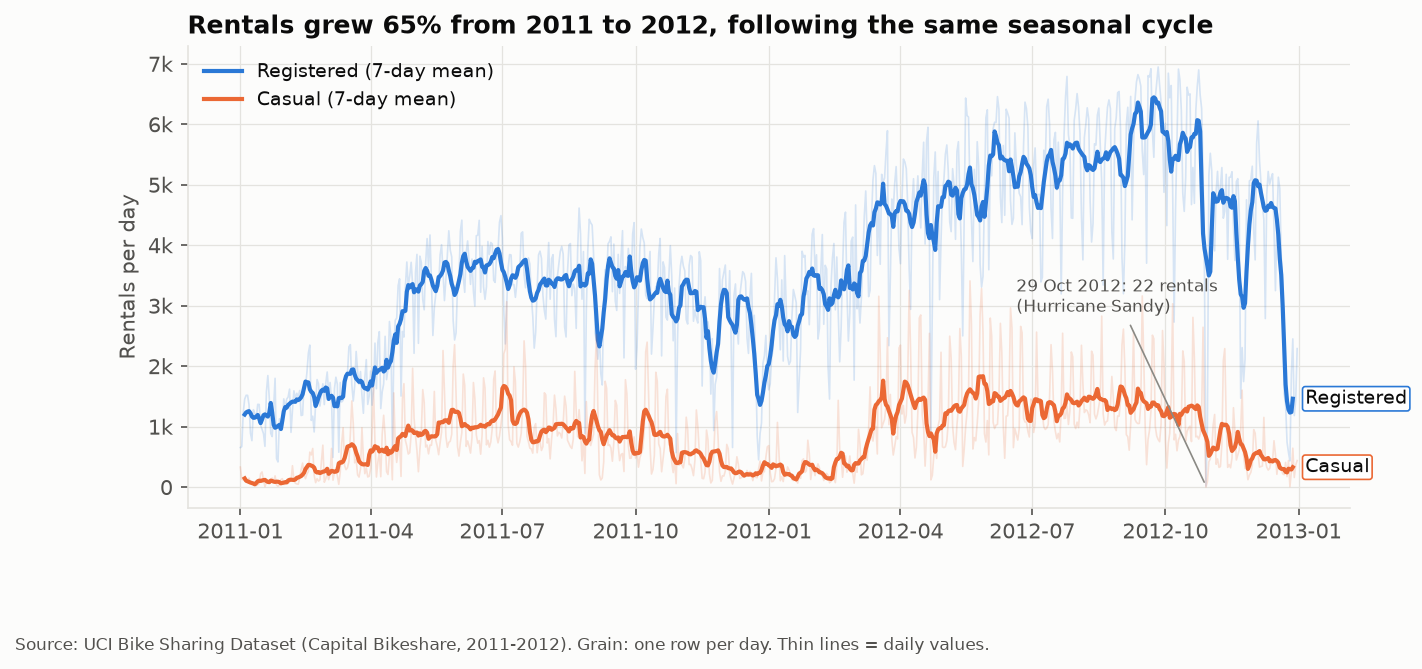 Rentals grew 65% from 2011 to 2012, following the same seasonal cycle
Registered (7-day mean)
Casual (7-day mean)
Rentals per day
7k
6k
5k
4k
3k
2k
1k
0
29 Oct 2012: 22 rentals
(Hurricane Sandy)
Registered
Casual
2011-01
2011-04
2011-07
2011-10
2012-01
2012-04
2012-07
2012-10
2013-01
Source: UCI Bike Sharing Dataset (Capital Bikeshare, 2011-2012). Grain: one row per day. Thin lines = daily values.